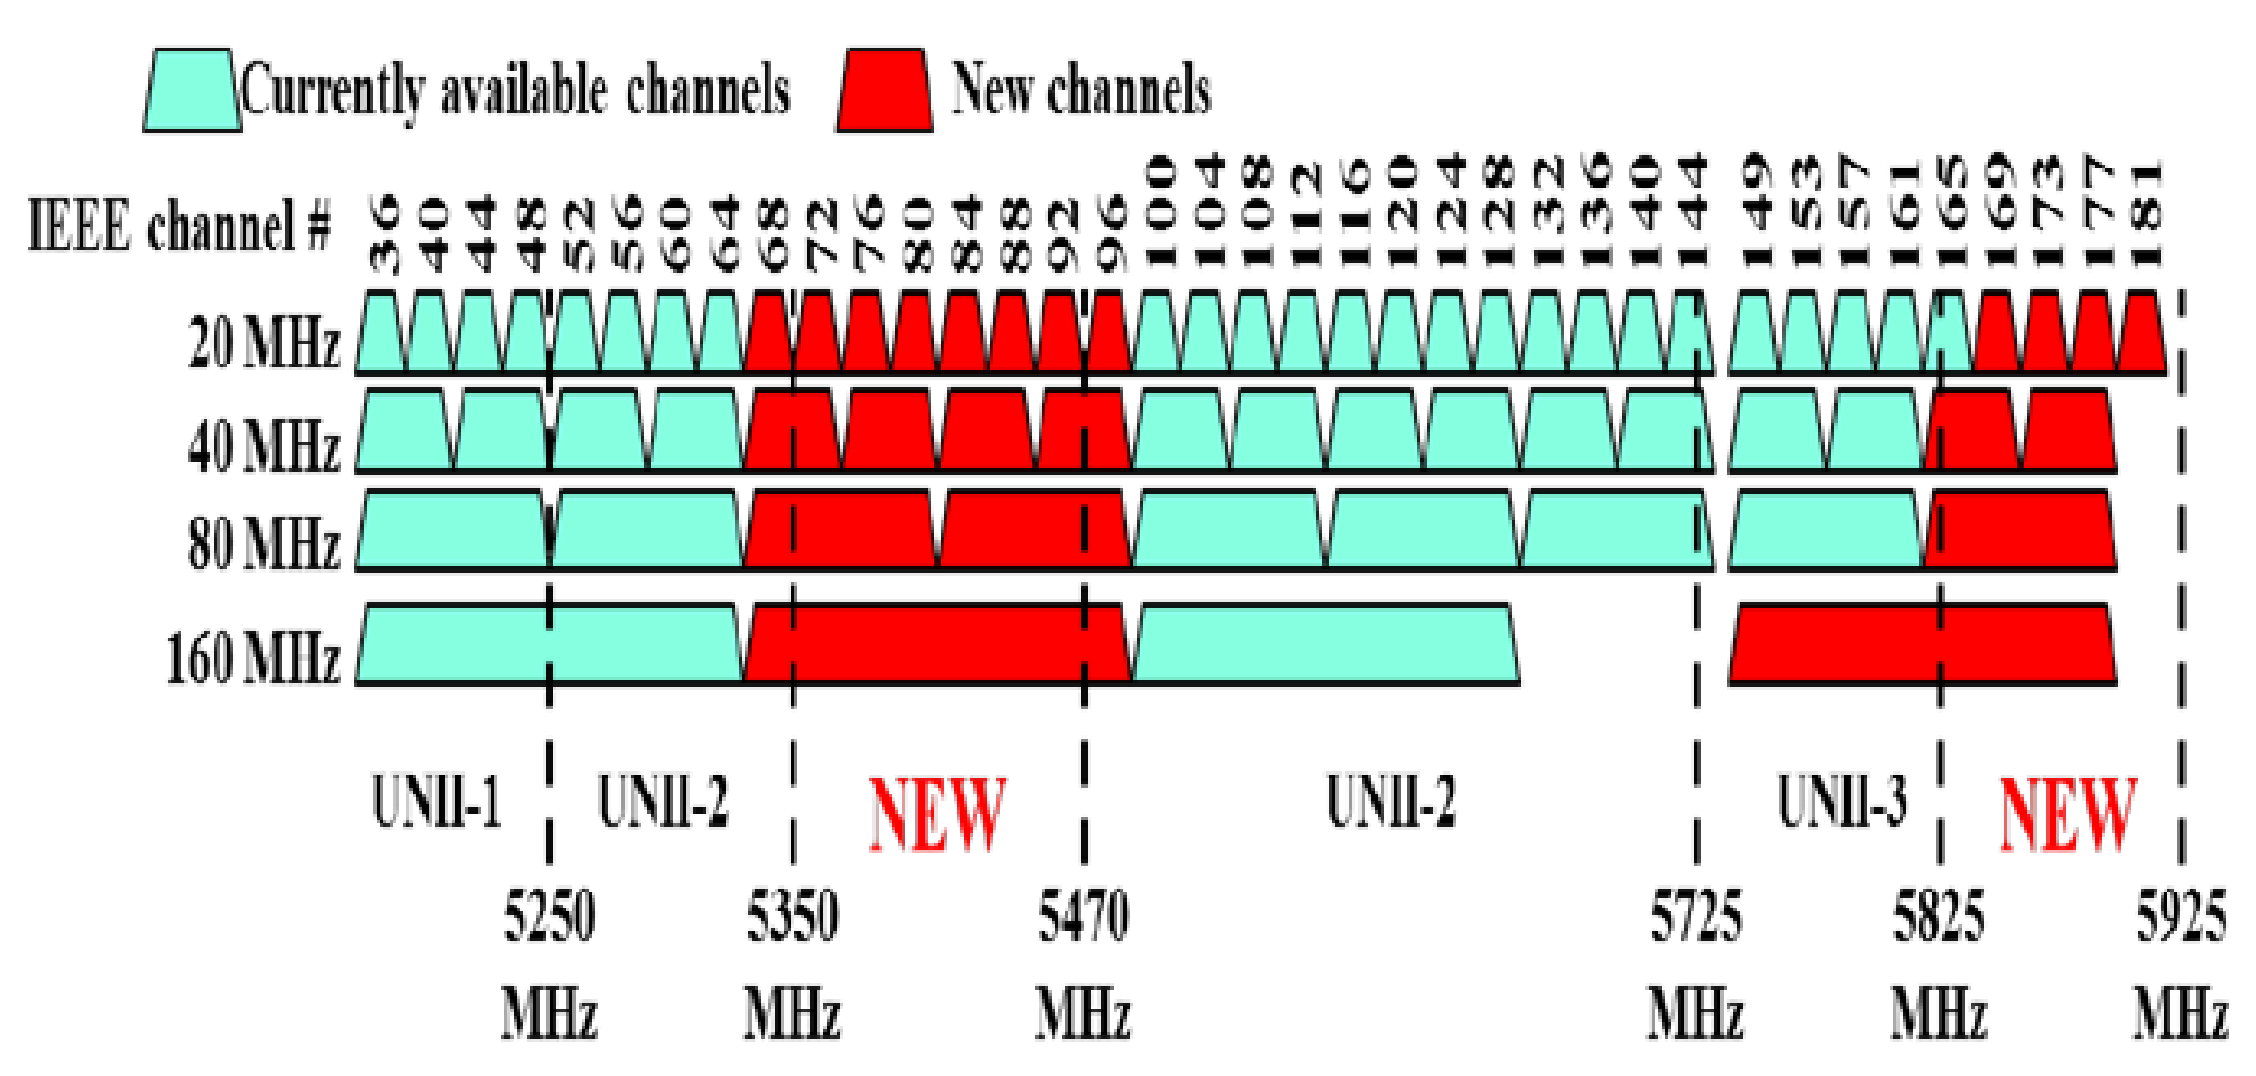 Currently available channels New channels
IEEE channel # 36 40 44 48 52 56 60 64 68 72 76 80 84 88 92 96 100 104 108 112 116 120 124 128 132 136 140 144 149 153 157 161 165 169 173 177 181
20 MHz
40 MHz
80 MHz
160 MHz
UNII-1 UNII-2 NEW UNII-2 UNII-3 NEW
5250 5350 5470 5725 5825 5925
MHz MHz MHz MHz MHz MHz